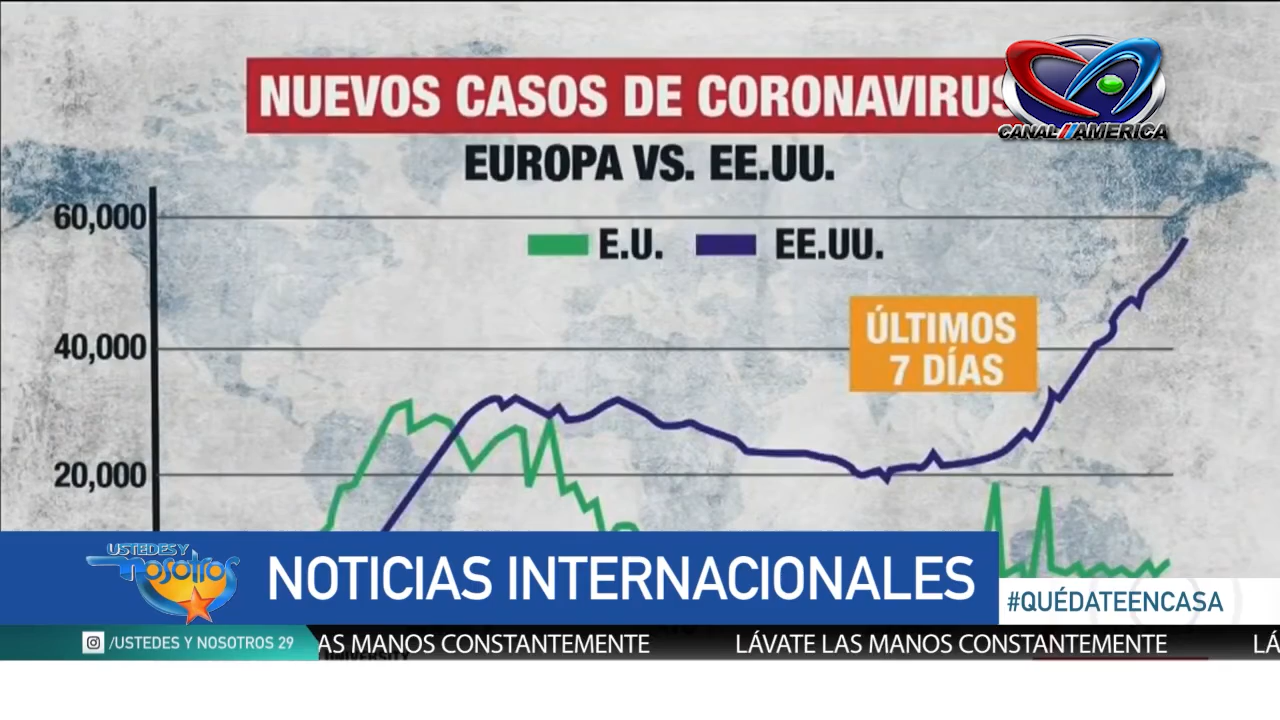 NUEVOS CASOS DE CORONAVIRUS
CANAL//AMERICA
EUROPA VS. EE.UU.
60,000
E.U. EE.UU.
ÚLTIMOS
7 DÍAS
40,000
20,000
USTEDES Y
nosotros
NOTICIAS INTERNACIONALES
#QUÉDATEENCASA
/USTEDES Y NOSOTROS 29
AS MANOS CONSTANTEMENTE LÁVATE LAS MANOS CONSTANTEMENTE LÁ